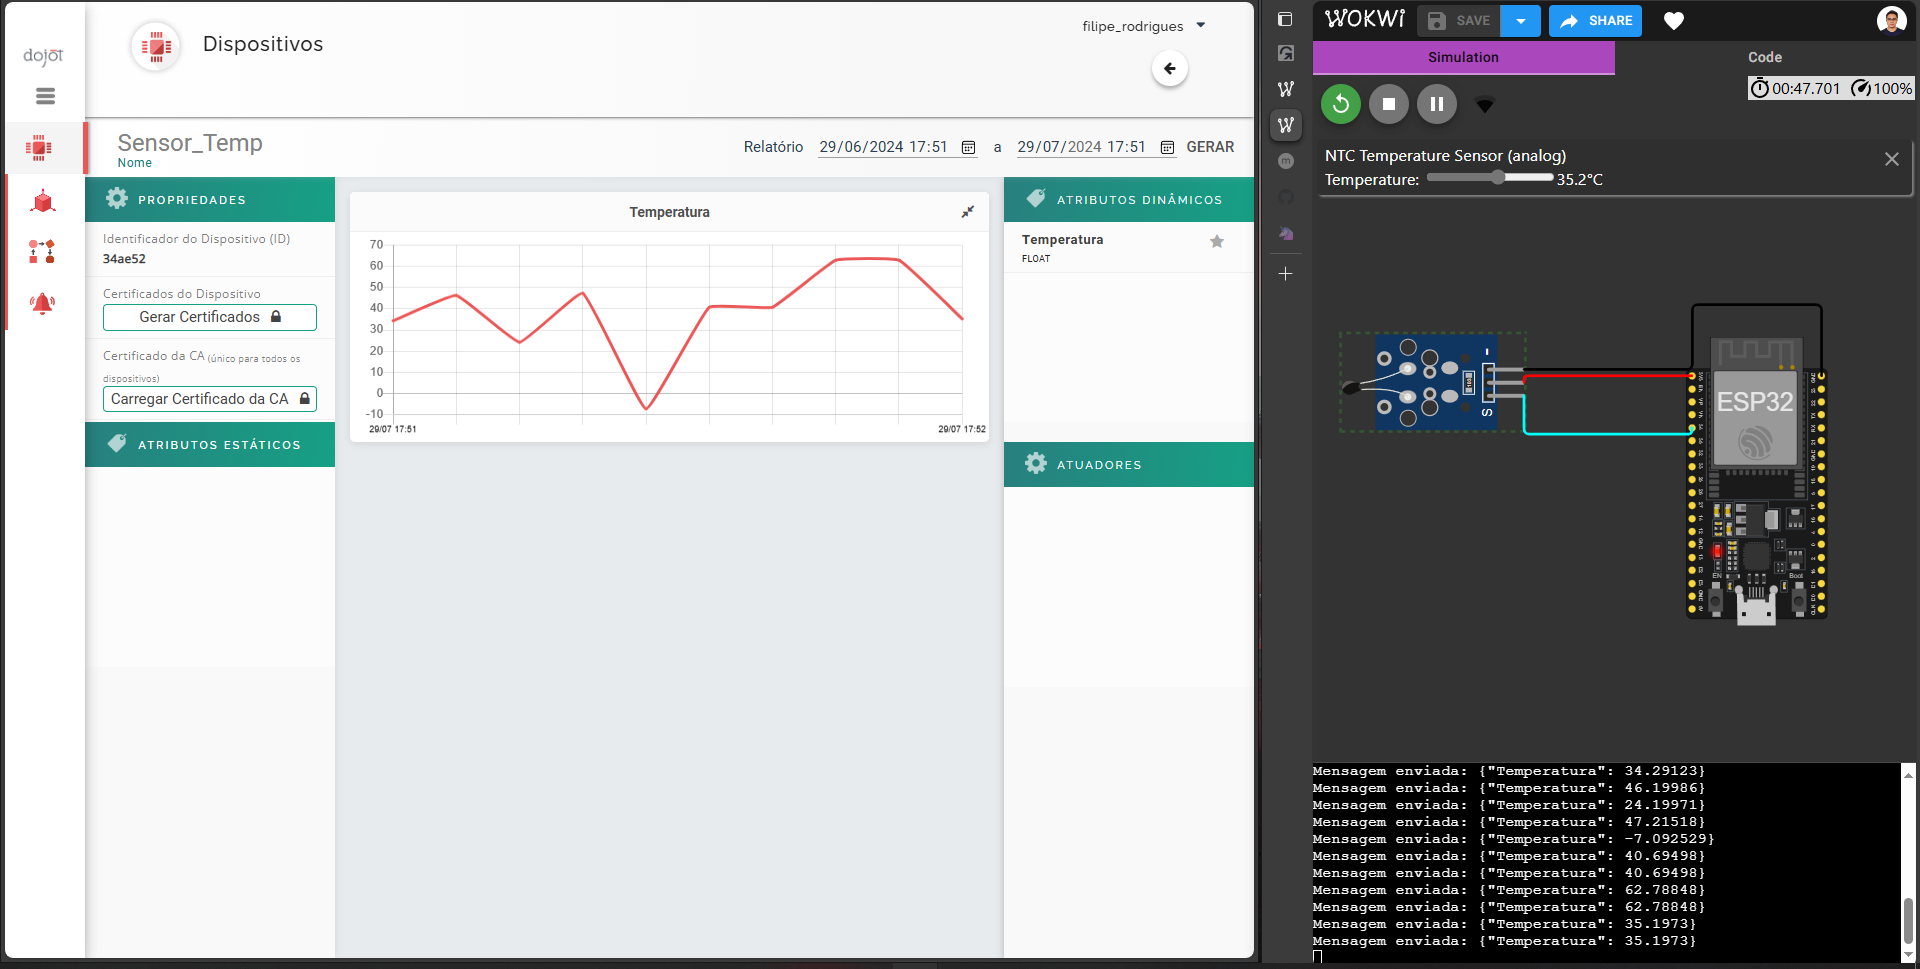 dojot
Dispositivos
filipe_rodrigues
Sensor_Temp
Nome
Relatório 29/06/2024 17:51 a 29/07/2024 17:51 GERAR
PROPRIEDADES
Identificador do Dispositivo (ID)
34ae52
Certificados do Dispositivo
Gerar Certificados
Certificado da CA (único para todos os
dispositivos)
Carregar Certificado da CA
ATRIBUTOS ESTÁTICOS
Temperatura
70
60
50
40
30
20
10
0
-10
29/07 17:51
29/07 17:52
ATRIBUTOS DINÂMICOS
Temperatura
FLOAT
ATUADORES
WOKWI
SAVE
SHARE
Simulation
Code
00:47.701
100%
NTC Temperature Sensor (analog)
Temperature: 35.2°C
S
ESP32
EN
Boot
Mensagem enviada: {"Temperatura": 34.29123}
Mensagem enviada: {"Temperatura": 46.19986}
Mensagem enviada: {"Temperatura": 24.19971}
Mensagem enviada: {"Temperatura": 47.21518}
Mensagem enviada: {"Temperatura": -7.092529}
Mensagem enviada: {"Temperatura": 40.69498}
Mensagem enviada: {"Temperatura": 40.69498}
Mensagem enviada: {"Temperatura": 62.78848}
Mensagem enviada: {"Temperatura": 62.78848}
Mensagem enviada: {"Temperatura": 35.1973}
Mensagem enviada: {"Temperatura": 35.1973}